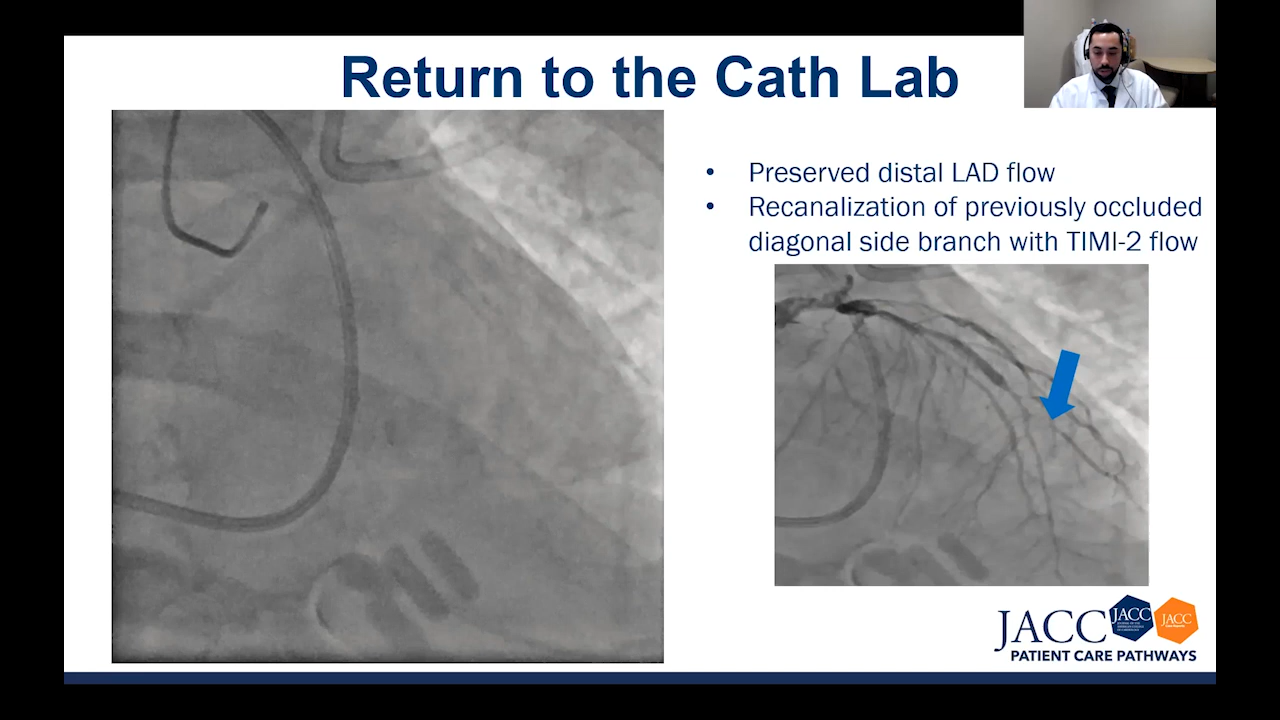 Return to the Cath Lab
• Preserved distal LAD flow
• Recanalization of previously occluded
diagonal side branch with TIMI-2 flow
JACC
JACC
JACC
PATIENT CARE PATHWAYS